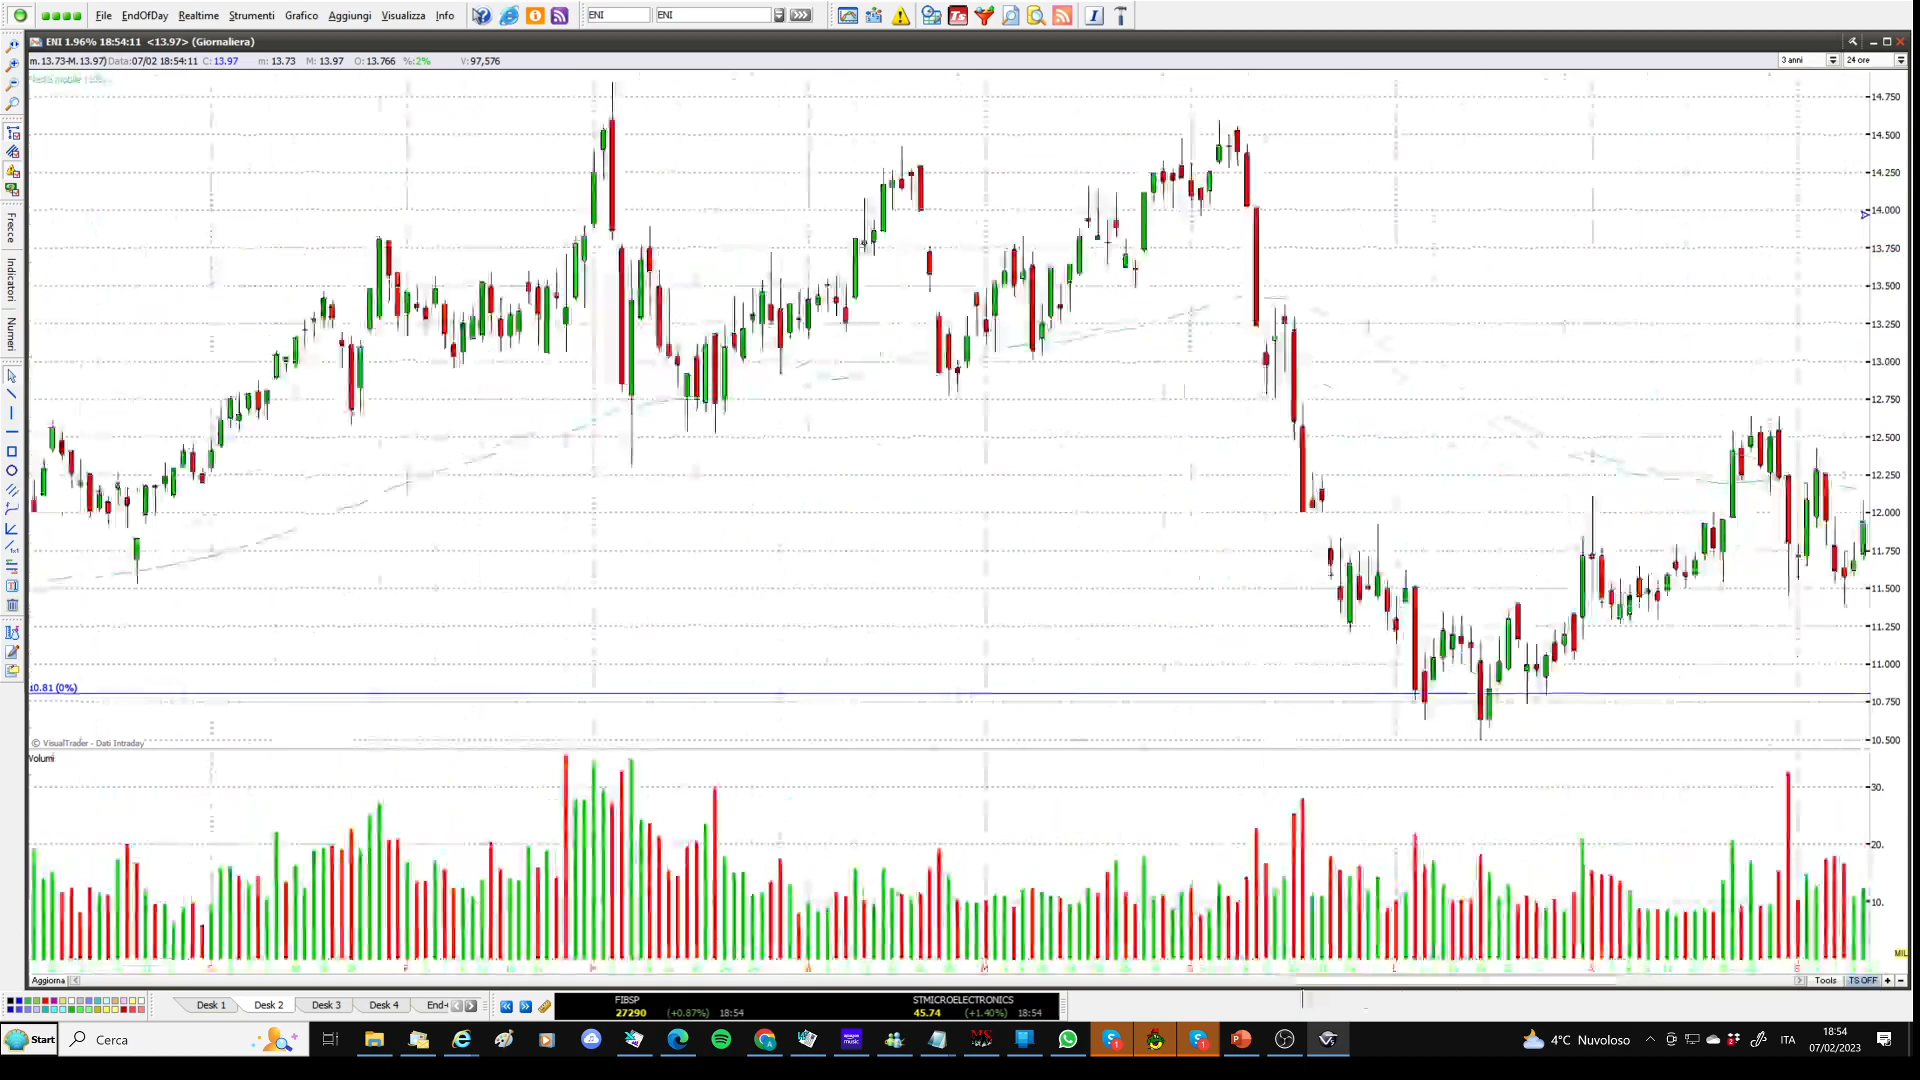 File EndOfDay Realtime Strumenti Grafico Aggiungi Visualizza Info
ENI ENI
ENI 1.96% 18:54:11 <13.97> (Giornaliera)
m.13.73-M.13.97) Data:07/02 18:54:11 C: 13.97 m: 13.73 M: 13.97 O: 13.766 %:2% V: 97,576
3 anni 24 ore
14.750
14.500
14.250
14.000
13.750
13.500
13.250
13.000
12.750
12.500
12.250
12.000
11.750
11.500
11.250
11.000
10.750
10.500
Frecce
Indicatori
Numeri
10.81 (0%)
© VisualTrader - Dati Intraday
Volumi
30.
20.
10.
MIL
Aggiorna
Tools TS OFF
Desk 1 Desk 2 Desk 3 Desk 4 End-
FIBSP
27290 (+0.87%) 18:54
STMICROELECTRONICS
45.74 (+1.40%) 18:54
Start Cerca
4°C Nuvoloso ITA
18:54
07/02/2023